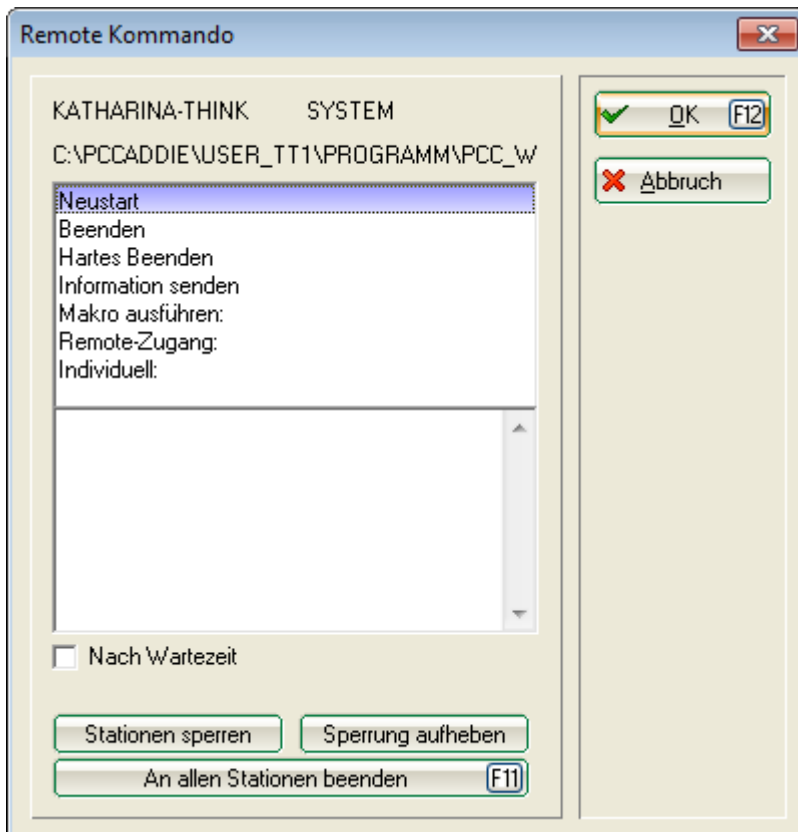 Remote Kommando
KATHARINA-THINK SYSTEM
C:\PCCADDIE\USER_TT1\PROGRAMM\PCC_W
Neustart
Beenden
Hartes Beenden
Information senden
Makro ausführen:
Remote-Zugang:
Individuell:
Nach Wartezeit
Stationen sperren
Sperrung aufheben
An allen Stationen beenden F11
OK F12
Abbruch